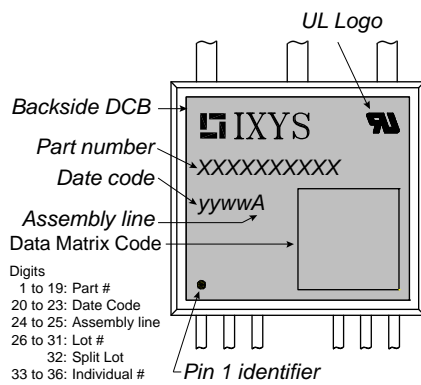 UL Logo
Backside DCB
IXYS
Part number
XXXXXXXXXX
Date code
yywwA
Assembly line
Data Matrix Code
Digits
1 to 19: Part #
20 to 23: Date Code
24 to 25: Assembly line
26 to 31: Lot #
32: Split Lot
33 to 36: Individual #
Pin 1 identifier